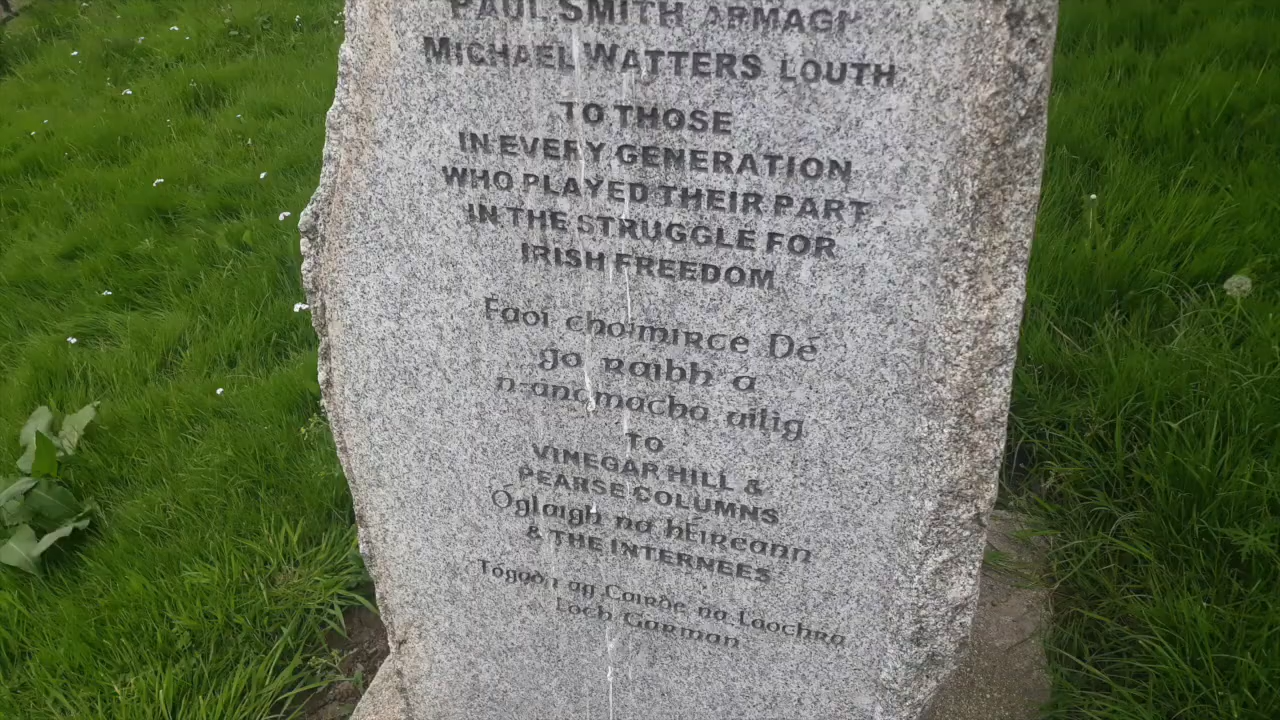 PAUL SMITH ARMAGH
MICHAEL WATTERS LOUTH
TO THOSE
IN EVERY GENERATION
WHO PLAYED THEIR PART
IN THE STRUGGLE FOR
IRISH FREEDOM
Faoi choimirce Dé
go raibh a
n-anamacha uilig
TO
VINEGAR HILL &
PEARSE COLUMNS
Óglaigh na hÉireann
& THE INTERNEES
Tógadh ag Cairde na Laochra
Loch Garman